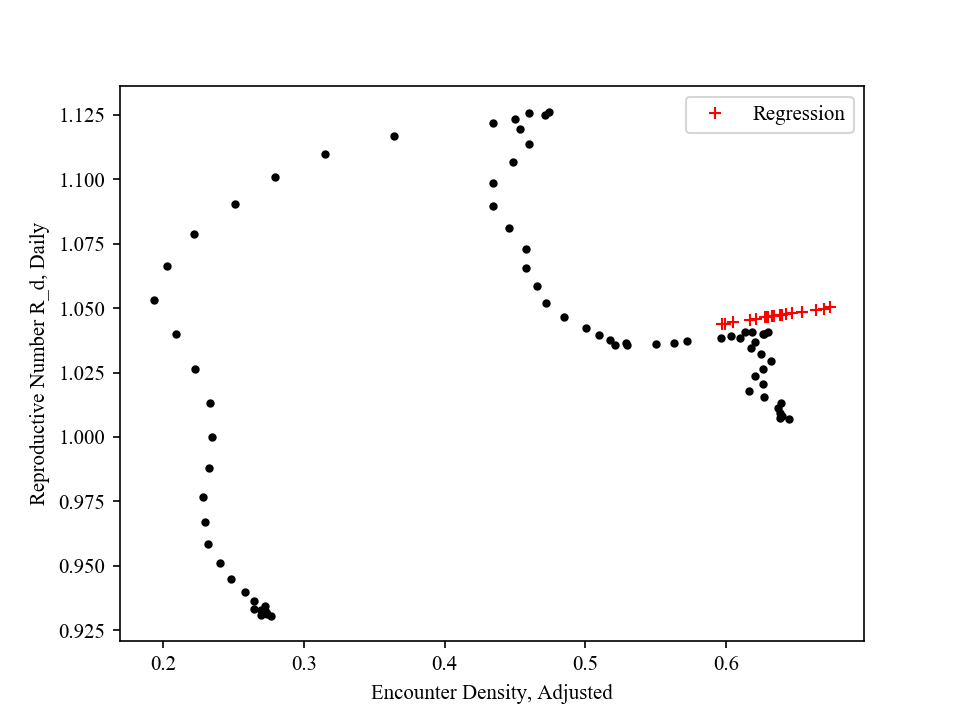 Regression
1.125
1.100
1.075
1.050
1.025
1.000
0.975
0.950
0.925
Reproductive Number R_d, Daily
0.2 0.3 0.4 0.5 0.6
Encounter Density, Adjusted